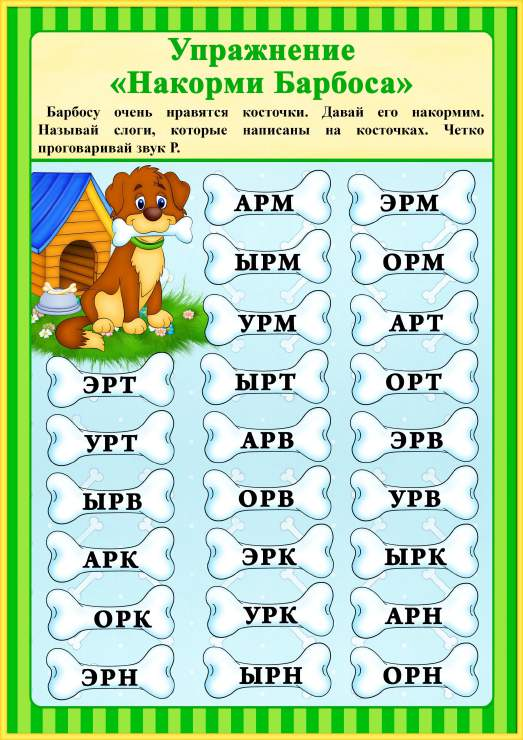 Упражнение
«Накорми Барбоса»
Барбосу очень нравятся косточки. Давай его накормим.
Называй слоги, которые написаны на косточках. Четко
проговаривай звук Р.
АРМ ЭРМ
ЫРМ ОРМ
УРМ АРТ
ЭРТ ЫРТ ОРТ
УРТ АРВ ЭРВ
ЫРВ ОРВ УРВ
АРК ЭРК ЫРК
ОРК УРК АРН
ЭРН ЫРН ОРН